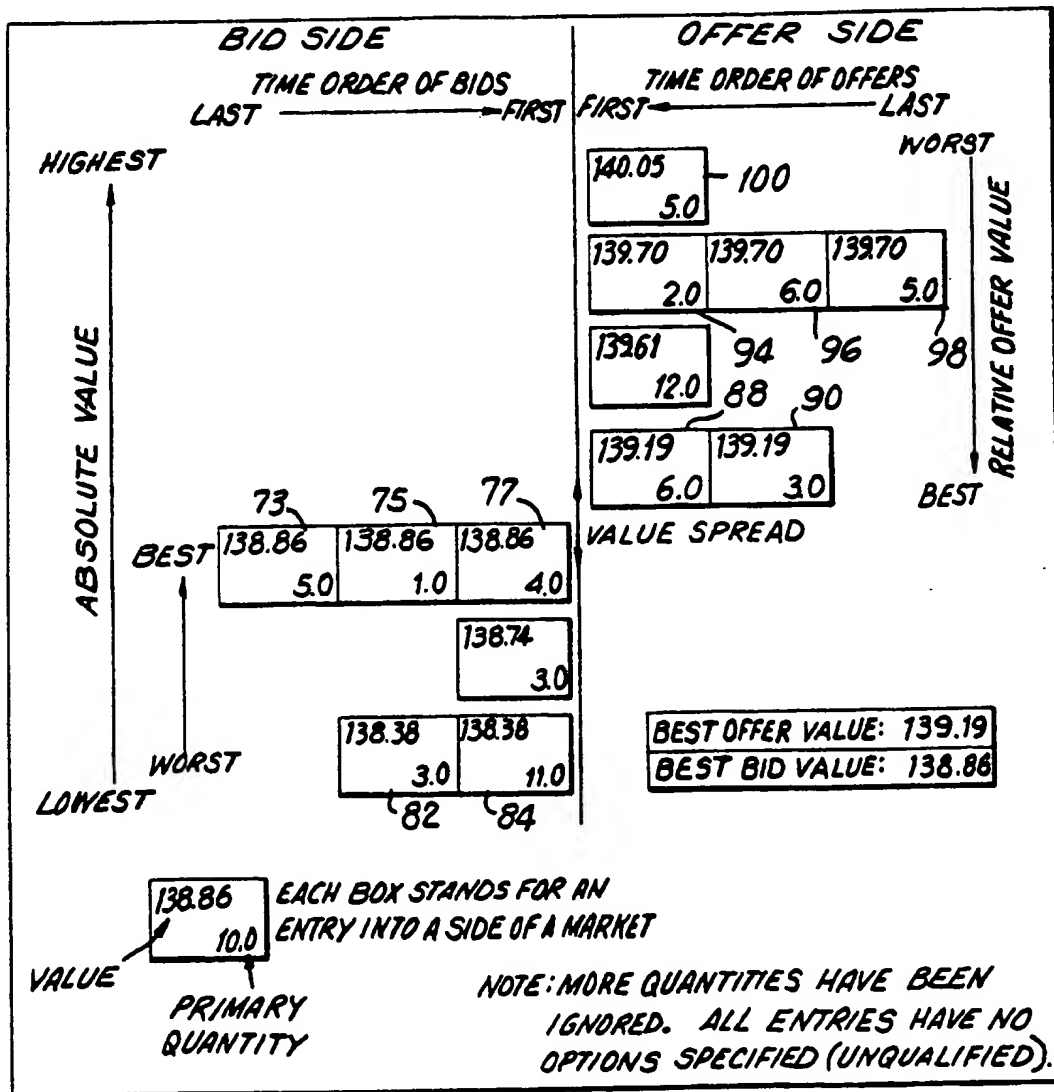 BID SIDE
OFFER SIDE
TIME ORDER OF BIDS
TIME ORDER OF OFFERS
LAST
FIRST
FIRST
LAST
HIGHEST
WORST
140.05
5.0
100
139.70
2.0
139.70
6.0
139.70
5.0
94
96
98
139.61
12.0
88
90
139.19
6.0
139.19
3.0
RELATIVE OFFER VALUE
BEST
ABSOLUTE VALUE
73
75
77
VALUE SPREAD
BEST
138.86
5.0
138.86
1.0
138.86
4.0
138.74
3.0
138.38
3.0
138.38
11.0
WORST
LOWEST
82
84
BEST OFFER VALUE: 139.19
BEST BID VALUE: 138.86
138.86
10.0
EACH BOX STANDS FOR AN
ENTRY INTO A SIDE OF A MARKET
VALUE
PRIMARY
QUANTITY
NOTE: MORE QUANTITIES HAVE BEEN
IGNORED. ALL ENTRIES HAVE NO
OPTIONS SPECIFIED (UNQUALIFIED).